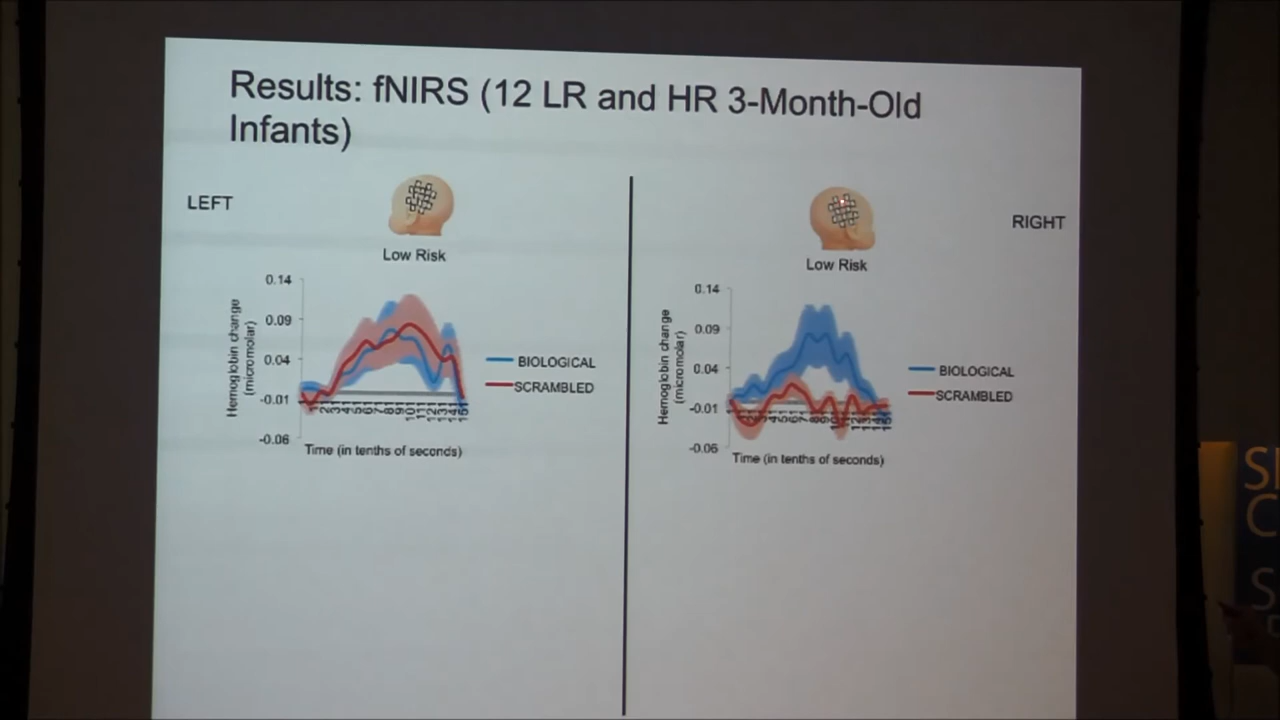 Results: fNIRS (12 LR and HR 3-Month-Old
Infants)
LEFT
Low Risk
0.14
0.09
0.04
-0.01
-0.06
Hemoglobin change
(micromolar)
BIOLOGICAL
SCRAMBLED
Time (in tenths of seconds)
RIGHT
Low Risk
0.14
0.09
0.04
-0.01
-0.06
Hemoglobin change
(micromolar)
BIOLOGICAL
SCRAMBLED
Time (in tenths of seconds)